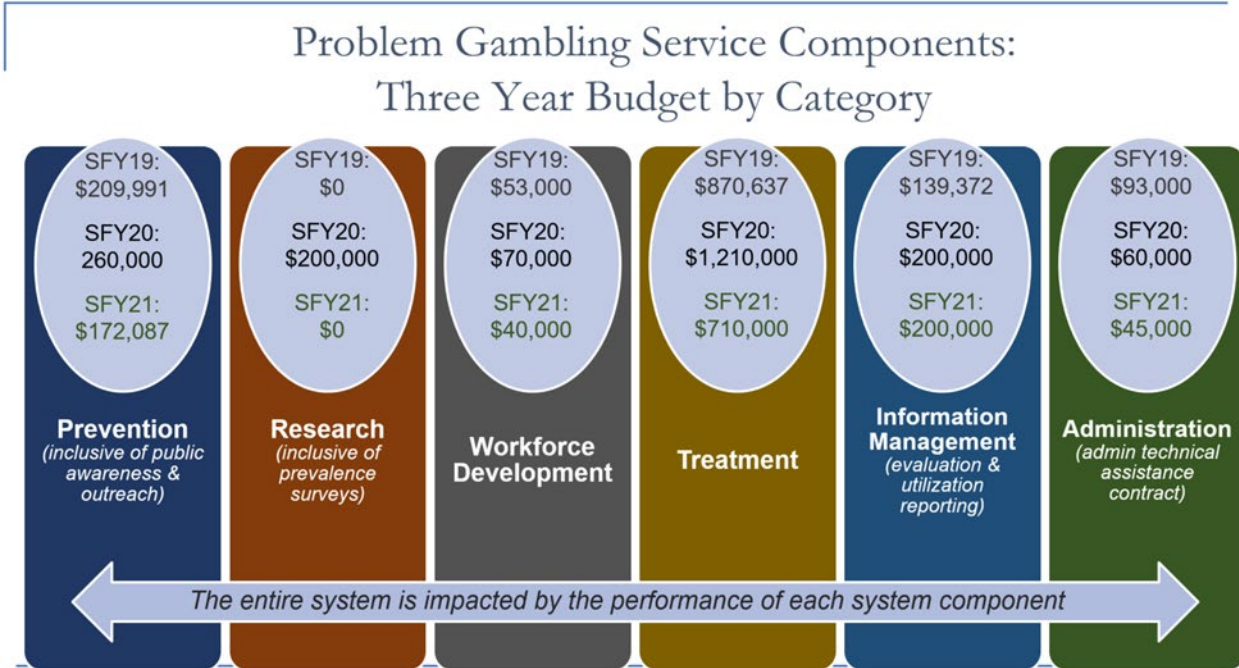 Problem Gambling Service Components:
Three Year Budget by Category
SFY19:
$209,991
SFY20:
260,000
SFY21:
$172,087
Prevention
(inclusive of public
awareness &
outreach)
SFY19:
$0
SFY20:
$200,000
SFY21:
$0
Research
(inclusive of
prevalence
surveys)
SFY19:
$53,000
SFY20:
$70,000
SFY21:
$40,000
Workforce
Development
SFY19:
$870,637
SFY20:
$1,210,000
SFY21:
$710,000
Treatment
SFY19:
$139,372
SFY20:
$200,000
SFY21:
$200,000
Information
Management
(evaluation &
utilization
reporting)
SFY19:
$93,000
SFY20:
$60,000
SFY21:
$45,000
Administration
(admin technical
assistance
contract)
The entire system is impacted by the performance of each system component